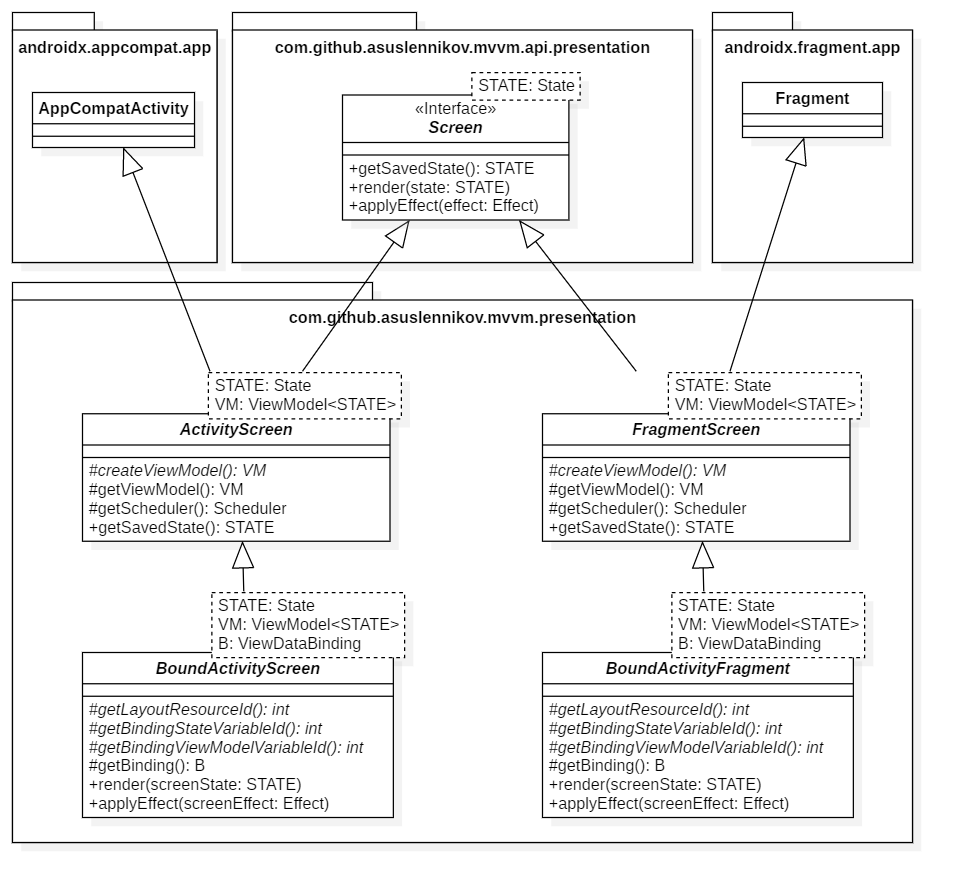 androidx.appcompat.app
AppCompatActivity
com.github.asuslennikov.mvvm.api.presentation
STATE: State
«Interface»
Screen
+getSavedState(): STATE
+render(state: STATE)
+applyEffect(effect: Effect)
androidx.fragment.app
Fragment
com.github.asuslennikov.mvvm.presentation
STATE: State
VM: ViewModel<STATE>
ActivityScreen
#createViewModel(): VM
#getViewModel(): VM
#getScheduler(): Scheduler
+getSavedState(): STATE
STATE: State
VM: ViewModel<STATE>
FragmentScreen
#createViewModel(): VM
#getViewModel(): VM
#getScheduler(): Scheduler
+getSavedState(): STATE
STATE: State
VM: ViewModel<STATE>
B: ViewDataBinding
BoundActivityScreen
#getLayoutResourceId(): int
#getBindingStateVariableId(): int
#getBindingViewModelVariableId(): int
#getBinding(): B
+render(screenState: STATE)
+applyEffect(screenEffect: Effect)
STATE: State
VM: ViewModel<STATE>
B: ViewDataBinding
BoundActivityFragment
#getLayoutResourceId(): int
#getBindingStateVariableId(): int
#getBindingViewModelVariableId(): int
#getBinding(): B
+render(screenState: STATE)
+applyEffect(screenEffect: Effect)